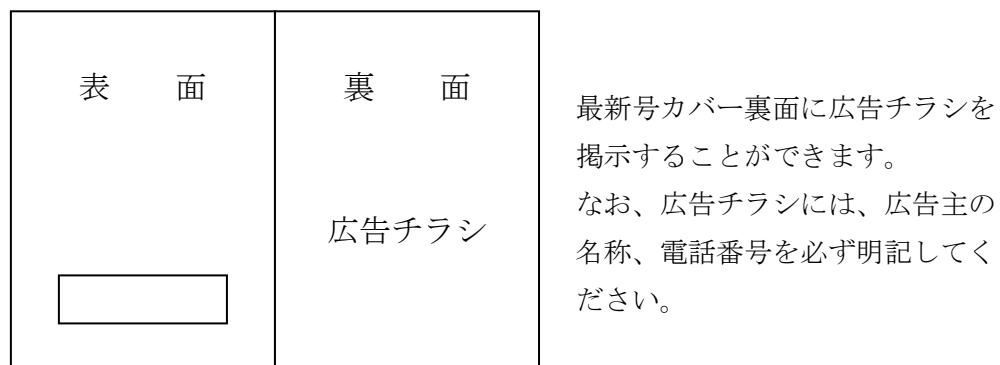 表　面
裏　面
広告チラシ
最新号カバー裏面に広告チラシを
掲示することができます。
なお、広告チラシには、広告主の
名称、電話番号を必ず明記してく
ださい。